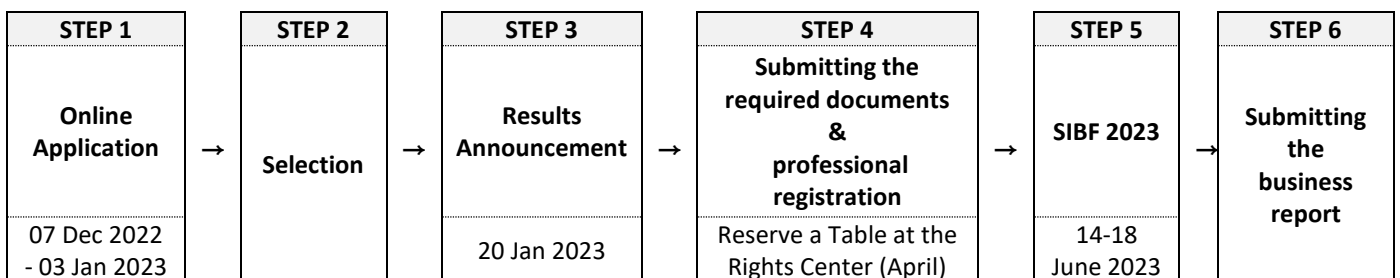 STEP 1
Online
Application
07 Dec 2022
- 03 Jan 2023
→
STEP 2
Selection
→
STEP 3
Results
Announcement
20 Jan 2023
→
STEP 4
Submitting the
required documents
&
professional
registration
Reserve a Table at the
Rights Center (April)
→
STEP 5
SIBF 2023
14-18
June 2023
→
STEP 6
Submitting
the
business
report